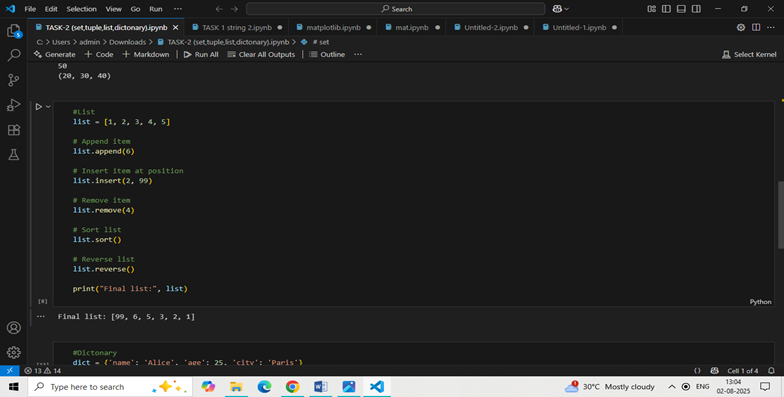 File Edit Selection View Go Run ··· Search
TASK-2 (set,tuple,list,dictonary).ipynb TASK 1 string 2.ipynb matplotlib.ipynb mat.ipynb Untitled-2.ipynb Untitled-1.ipynb
C: > Users > admin > Downloads > TASK-2 (set,tuple,list,dictonary).ipynb > # set
Generate + Code + Markdown Run All Clear All Outputs Outline ··· Select Kernel
50
(20, 30, 40)
#List
list = [1, 2, 3, 4, 5]
# Append item
list.append(6)
# Insert item at position
list.insert(2, 99)
# Remove item
list.remove(4)
# Sort list
list.sort()
# Reverse list
list.reverse()
print("Final list:", list)
[8] Python
··· Final list: [99, 6, 5, 3, 2, 1]
#Dictonary
dict = {'name': 'Alice', 'age': 25, 'city': 'Paris'}
13 14 Cell 1 of 4
Type here to search 30°C Mostly cloudy ENG 13:04
02-08-2025